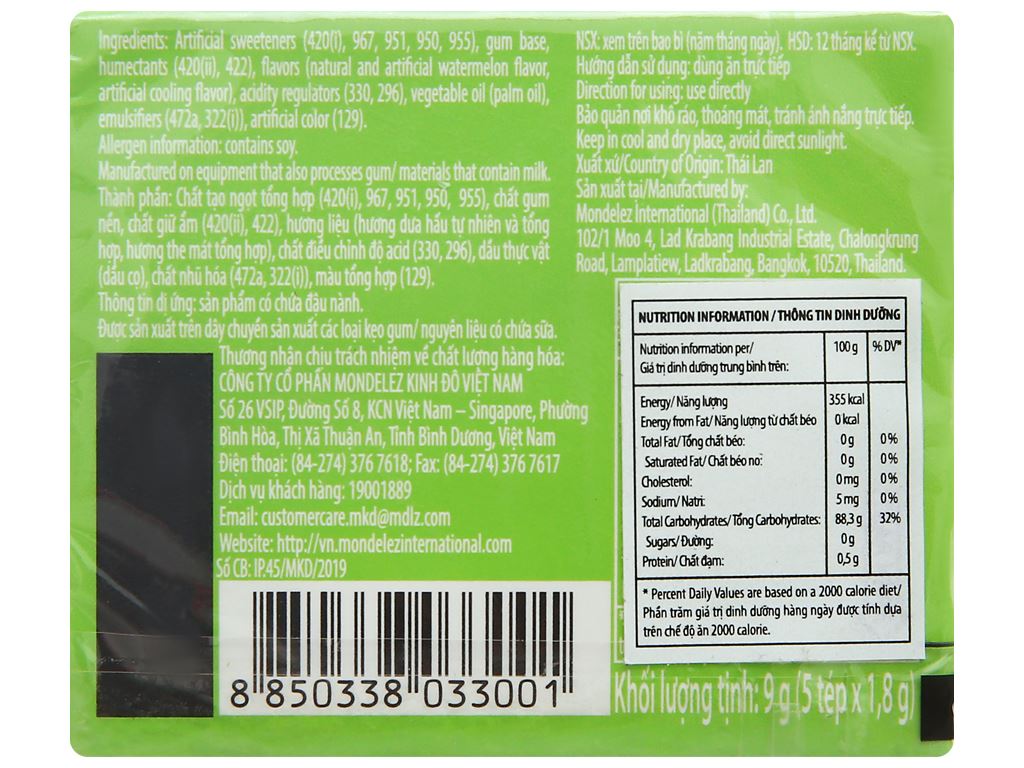 Ingredients: Artificial sweeteners (420(i), 967, 951, 950, 955), gum base,
humectants (420(ii), 422), flavors (natural and artificial watermelon flavor,
artificial cooling flavor), acidity regulators (330, 296), vegetable oil (palm oil),
emulsifiers (472a, 322(i)), artificial color (129).
Allergen information: contains soy.
Manufactured on equipment that also processes gum/ materials that contain milk.
Thành phần: Chất tạo ngọt tổng hợp (420(i), 967, 951, 950, 955), chất gum
nền, chất giữ ẩm (420(ii), 422), hương liệu (hương dưa hấu tự nhiên và tổng
hợp, hương the mát tổng hợp), chất điều chỉnh độ acid (330, 296), dầu thực vật
(dầu cọ), chất nhũ hóa (472a, 322(i)), màu tổng hợp (129).
Thông tin dị ứng: sản phẩm có chứa đậu nành.
Được sản xuất trên dây chuyền sản xuất các loại kẹo gum/ nguyên liệu có chứa sữa.
Thương nhân chịu trách nhiệm về chất lượng hàng hóa:
CÔNG TY CỔ PHẦN MONDELEZ KINH ĐÔ VIỆT NAM
Số 26 VSIP, Đường Số 8, KCN Việt Nam – Singapore, Phường
Bình Hòa, Thị Xã Thuận An, Tỉnh Bình Dương, Việt Nam
Điện thoại: (84-274) 376 7618; Fax: (84-274) 376 7617
Dịch vụ khách hàng: 19001889
Email: customercare.mkd@mdlz.com
Website: http://vn.mondelezinternational.com
Số CB: IP.45/MKD/2019
8 850338 033001
NSX: xem trên bao bì (năm tháng ngày). HSD: 12 tháng kể từ NSX.
Hướng dẫn sử dụng: dùng ăn trực tiếp
Direction for using: use directly
Bảo quản nơi khô ráo, thoáng mát, tránh ánh nắng trực tiếp.
Keep in cool and dry place, avoid direct sunlight.
Xuất xứ/Country of Origin: Thái Lan
Sản xuất tại/Manufactured by:
Mondelez International (Thailand) Co., Ltd.
102/1 Moo 4, Lad Krabang Industrial Estate, Chalongkrung
Road, Lamplatiew, Ladkrabang, Bangkok, 10520, Thailand.
NUTRITION INFORMATION / THÔNG TIN DINH DƯỠNG
Nutrition information per/ 100 g % DV*
Giá trị dinh dưỡng trung bình trên:
Energy/ Năng lượng 355 kcal
Energy from Fat/ Năng lượng từ chất béo 0 kcal
Total Fat/ Tổng chất béo: 0 g 0 %
Saturated Fat/ Chất béo no: 0 g 0 %
Cholesterol: 0 mg 0 %
Sodium/ Natri: 5 mg 0 %
Total Carbohydrates/ Tổng Carbohydrates: 88,3 g 32%
Sugars/ Đường: 0 g
Protein/ Chất đạm: 0,5 g
* Percent Daily Values are based on a 2000 calorie diet/
Phần trăm giá trị dinh dưỡng hàng ngày được tính dựa
trên chế độ ăn 2000 calorie.
Khối lượng tịnh: 9 g (5 tép x 1,8 g)